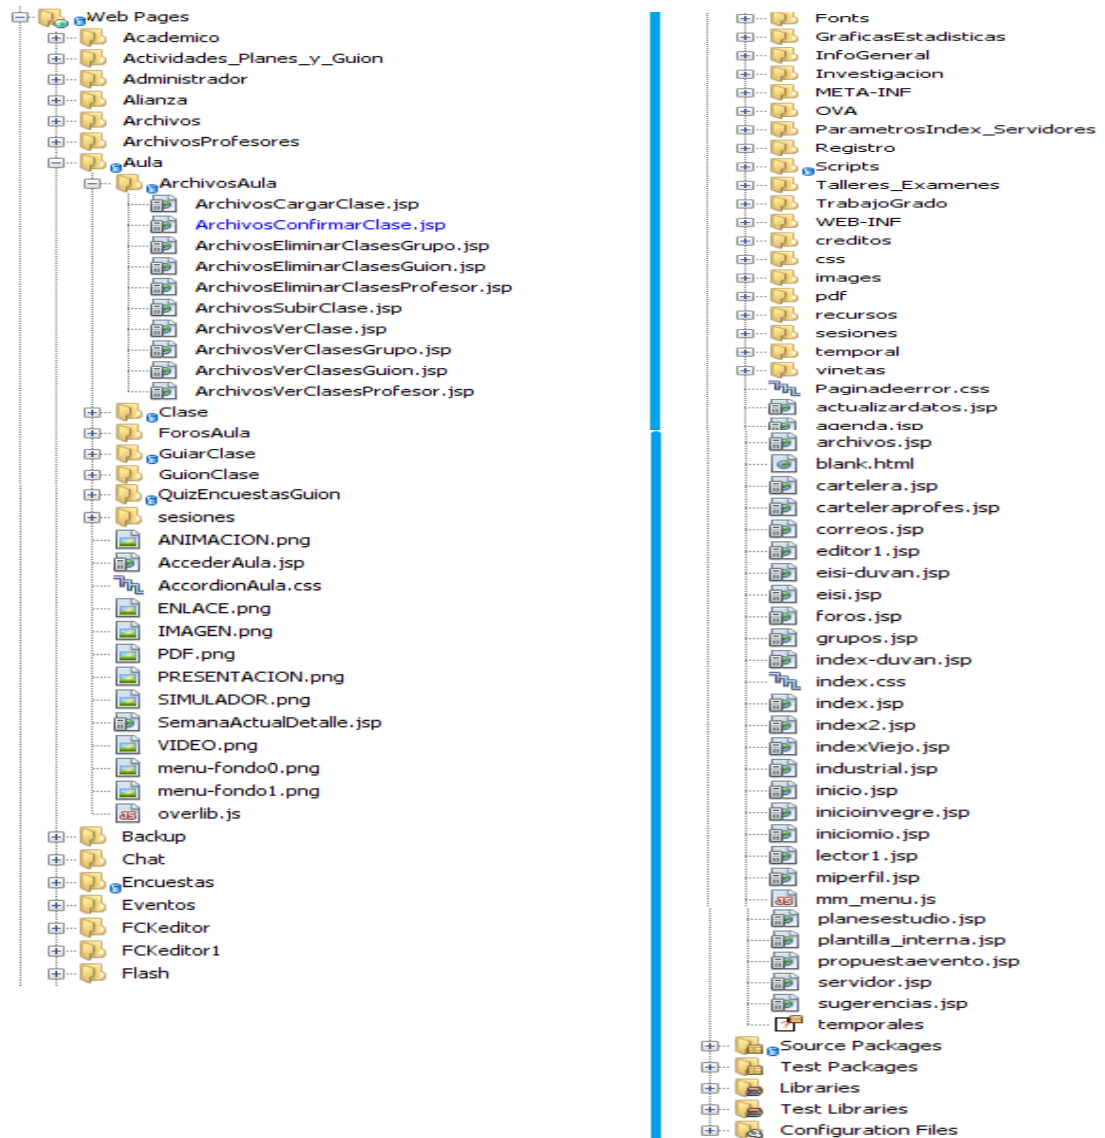 Web Pages
Academico
Actividades_Planes_y_Guion
Administrador
Alianza
Archivos
ArchivosProfesores
Aula
ArchivosAula
ArchivosCargarClase.jsp
ArchivosConfirmarClase.jsp
ArchivosEliminarClasesGrupo.jsp
ArchivosEliminarClasesGuion.jsp
ArchivosEliminarClasesProfesor.jsp
ArchivosSubirClase.jsp
ArchivosVerClase.jsp
ArchivosVerClasesGrupo.jsp
ArchivosVerClasesGuion.jsp
ArchivosVerClasesProfesor.jsp
Clase
ForosAula
GuiarClase
GuionClase
QuizEncuestasGuion
sesiones
ANIMACION.png
AccederAula.jsp
AccordionAula.css
ENLACE.png
IMAGEN.png
PDF.png
PRESENTACION.png
SIMULADOR.png
SemanaActualDetalle.jsp
VIDEO.png
menu-fondo0.png
menu-fondo1.png
overlib.js
Backup
Chat
Encuestas
Eventos
FCKeditor
FCKeditor1
Flash
Fonts
GraficasEstadisticas
InfoGeneral
Investigacion
META-INF
OVA
ParametrosIndex_Servidores
Registro
Scripts
Talleres_Examenes
TrabajoGrado
WEB-INF
creditos
css
images
pdf
recursos
sesiones
temporal
vinetas
Paginadeerror.css
actualizardatos.jsp
agenda.jsp
archivos.jsp
blank.html
cartelera.jsp
carteleraprofes.jsp
correos.jsp
editor1.jsp
eisi-duvan.jsp
eisi.jsp
foros.jsp
grupos.jsp
index-duvan.jsp
index.css
index.jsp
index2.jsp
indexViejo.jsp
industrial.jsp
inicio.jsp
inicioinvegre.jsp
iniciomio.jsp
lector1.jsp
miperfil.jsp
mm_menu.js
planesestudio.jsp
plantilla_interna.jsp
propuestaevento.jsp
servidor.jsp
sugerencias.jsp
temporales
Source Packages
Test Packages
Libraries
Test Libraries
Configuration Files